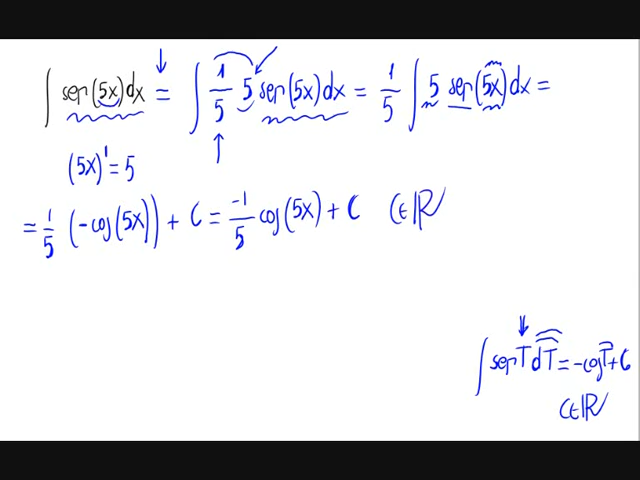 ∫ sen(5x)dx = ∫ 1/5 5 sen(5x)dx = 1/5 ∫ 5 sen(5x)dx =
(5x)' = 5
= 1/5 (-cos(5x)) + C = -1/5 cos(5x) + C C∈ℝ
∫ senT dT = -cosT + C
C∈ℝ